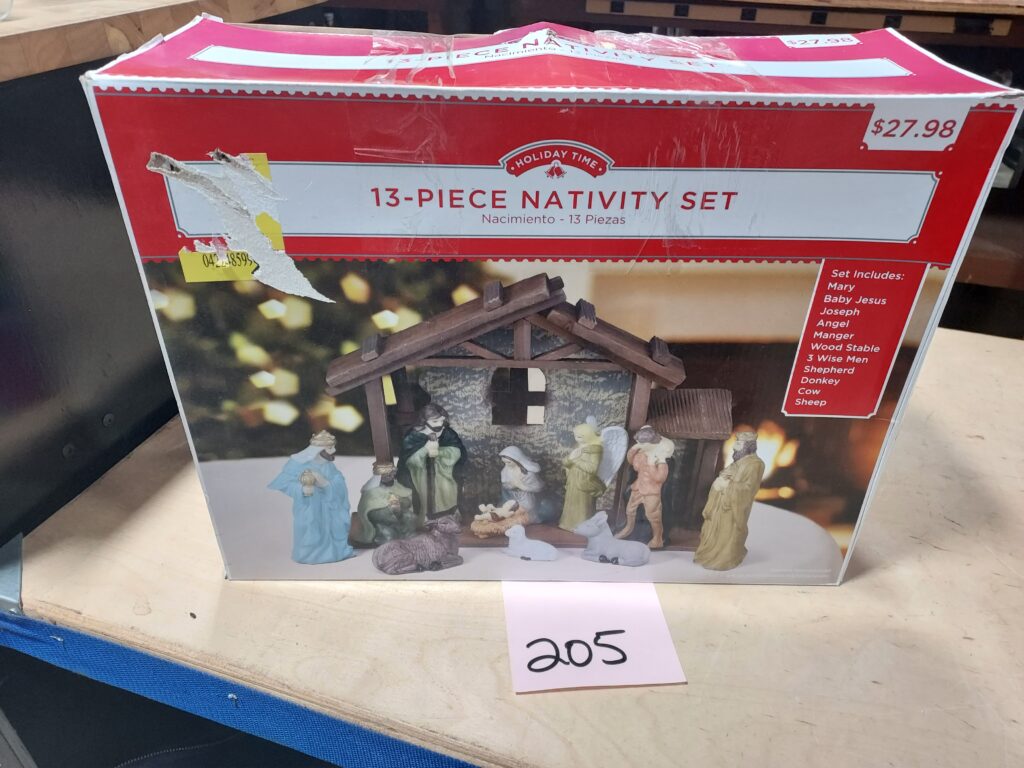 13-PIECE NATIVITY SET
Nacimiento - 13
$27.98
$27.98
HOLIDAY TIME
13-PIECE NATIVITY SET
Nacimiento - 13 Piezas
Set Includes:
Mary
Baby Jesus
Joseph
Angel
Manger
Wood Stable
3 Wise Men
Shepherd
Donkey
Cow
Sheep
205